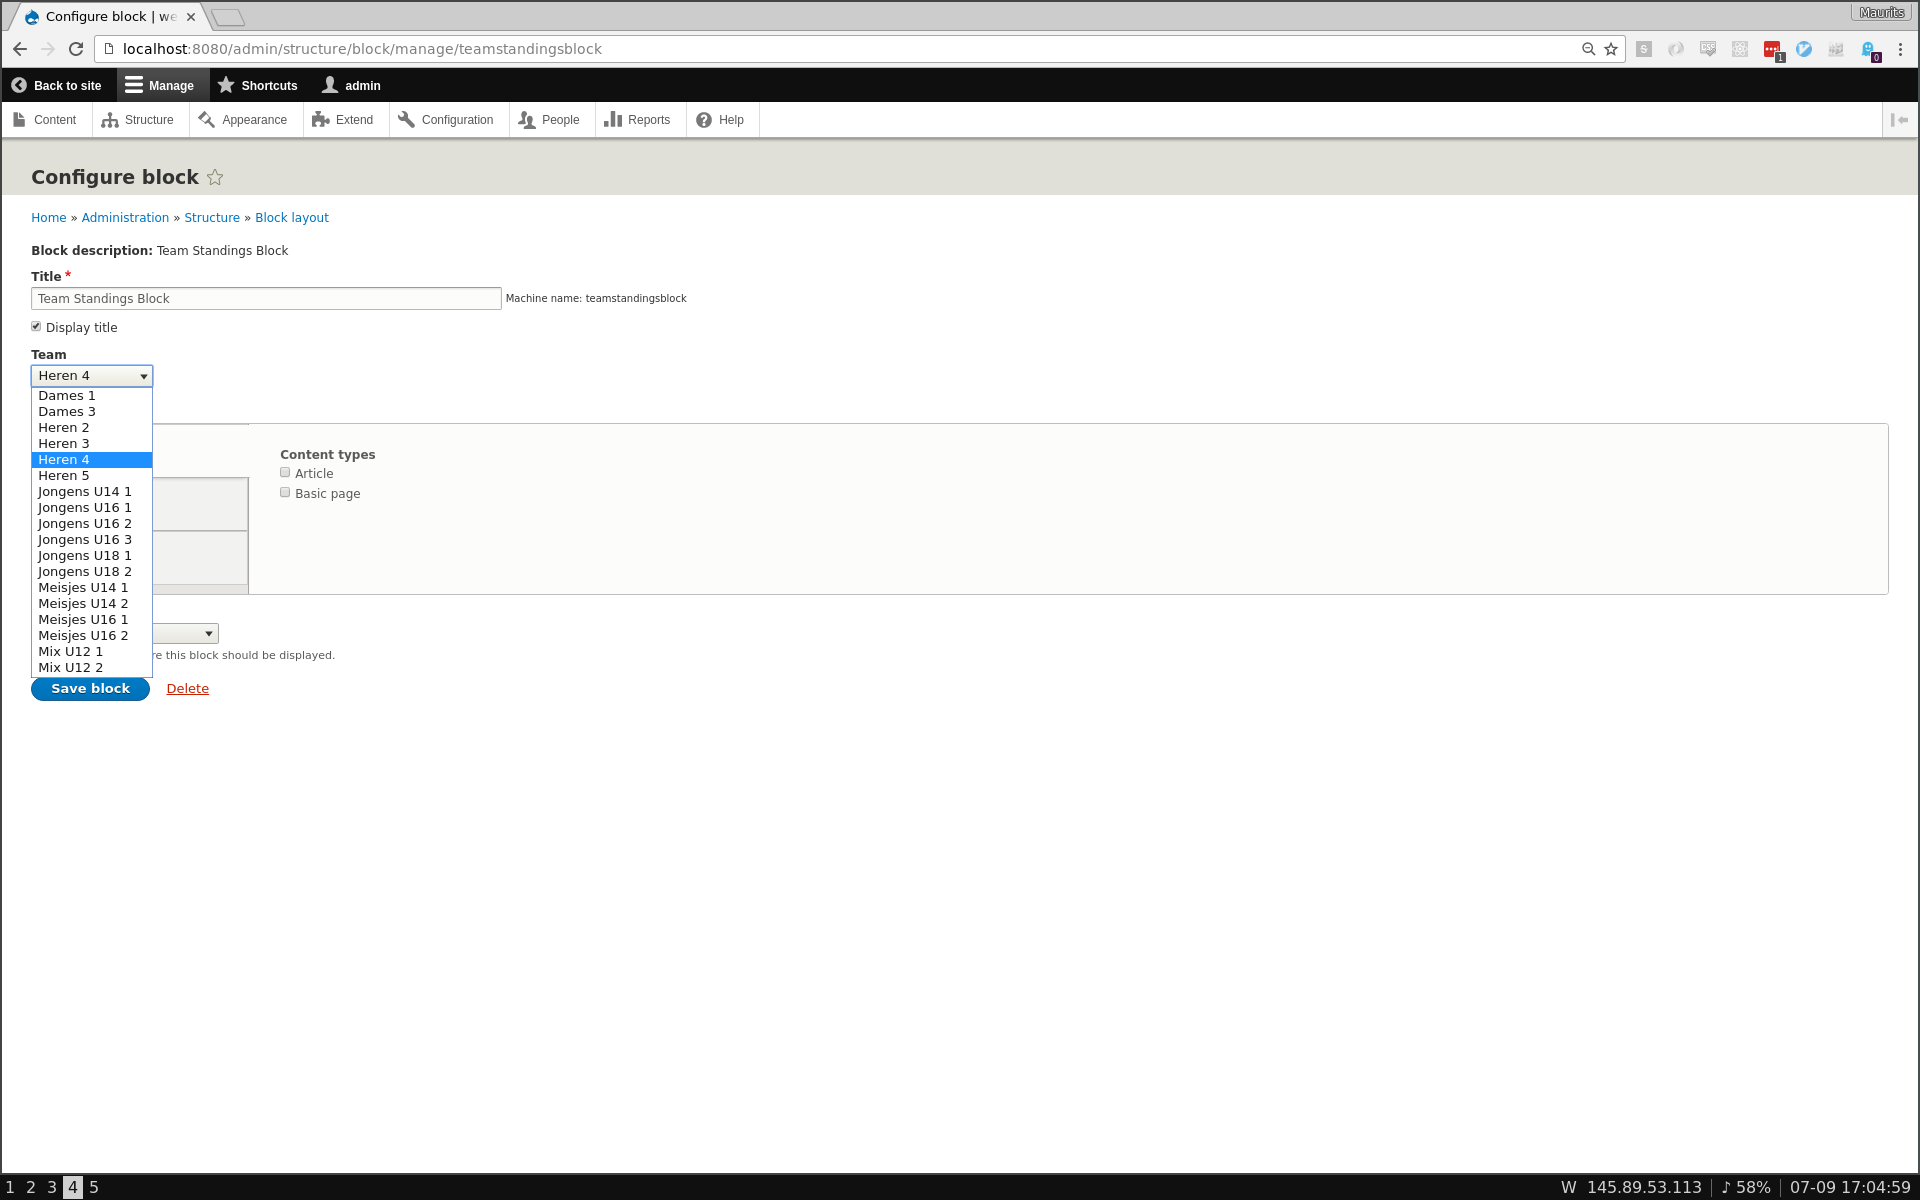 Configure block | we
Maurits
localhost:8080/admin/structure/block/manage/teamstandingsblock
S
CSS
1
0
Back to site
Manage
Shortcuts
admin
Content
Structure
Appearance
Extend
Configuration
People
Reports
Help
Configure block
Home » Administration » Structure » Block layout
Block description: Team Standings Block
Title *
Team Standings Block
Machine name: teamstandingsblock
Display title
Team
Heren 4
Dames 1
Dames 3
Heren 2
Heren 3
Heren 4
Heren 5
Jongens U14 1
Jongens U16 1
Jongens U16 2
Jongens U16 3
Jongens U18 1
Jongens U18 2
Meisjes U14 1
Meisjes U14 2
Meisjes U16 1
Meisjes U16 2
Mix U12 1
Mix U12 2
Content types
Article
Basic page
re this block should be displayed.
Save block
Delete
1 2 3 4 5
W 145.89.53.113 | ♪ 58% | 07-09 17:04:59